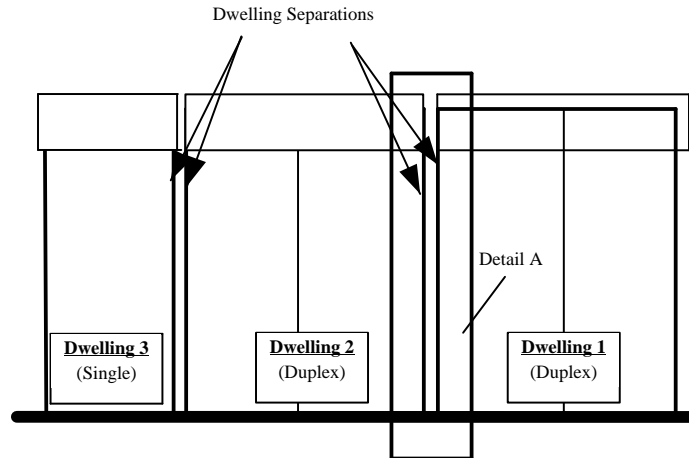 Dwelling Separations
Detail A
Dwelling 3
(Single)
Dwelling 2
(Duplex)
Dwelling 1
(Duplex)